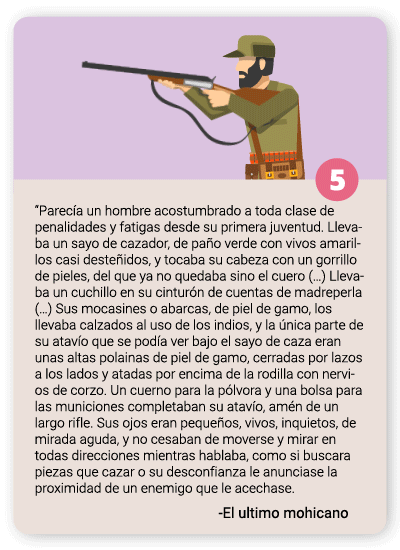 5
“Parecía un hombre acostumbrado a toda clase de
penalidades y fatigas desde su primera juventud. Lleva-
ba un sayo de cazador, de paño verde con vivos amaril-
los casi desteñidos, y tocaba su cabeza con un gorrillo
de pieles, del que ya no quedaba sino el cuero (...) Lleva-
ba un cuchillo en su cinturón de cuentas de madreperla
(...) Sus mocasines o abarcas, de piel de gamo, los
llevaba calzados al uso de los indios, y la única parte de
su atavío que se podía ver bajo el sayo de caza eran
unas altas polainas de piel de gamo, cerradas por lazos
a los lados y atadas por encima de la rodilla con nervi-
os de corzo. Un cuerno para la pólvora y una bolsa para
las municiones completaban su atavío, amén de un
largo rifle. Sus ojos eran pequeños, vivos, inquietos, de
mirada aguda, y no cesaban de moverse y mirar en
todas direcciones mientras hablaba, como si buscara
piezas que cazar o su desconfianza le anunciase la
proximidad de un enemigo que le acechase.
-El ultimo mohicano